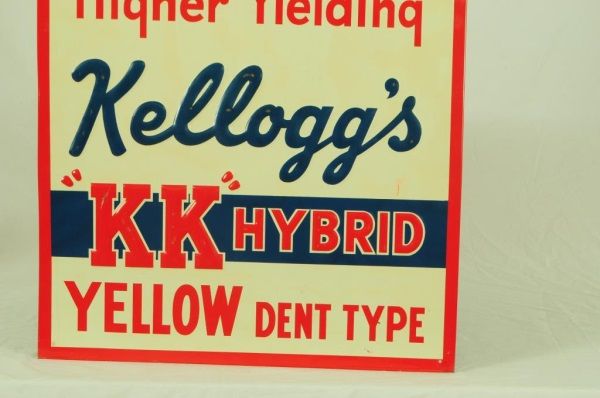 Higher Yielding
Kellogg's
"KK" HYBRID
YELLOW DENT TYPE